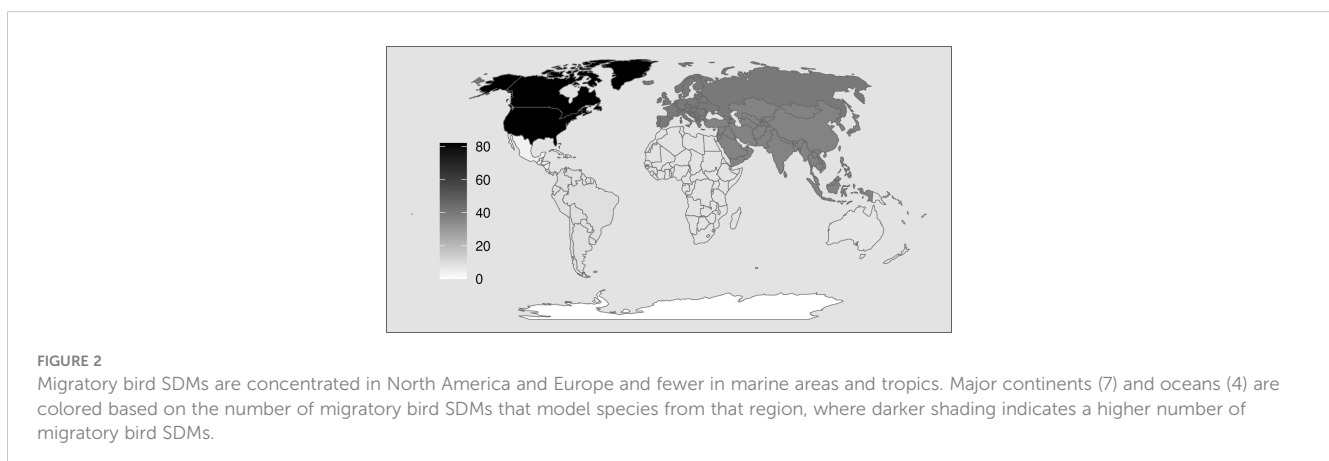 80
60
40
20
0
FIGURE 2
Migratory bird SDMs are concentrated in North America and Europe and fewer in marine areas and tropics. Major continents (7) and oceans (4) are
colored based on the number of migratory bird SDMs that model species from that region, where darker shading indicates a higher number of
migratory bird SDMs.